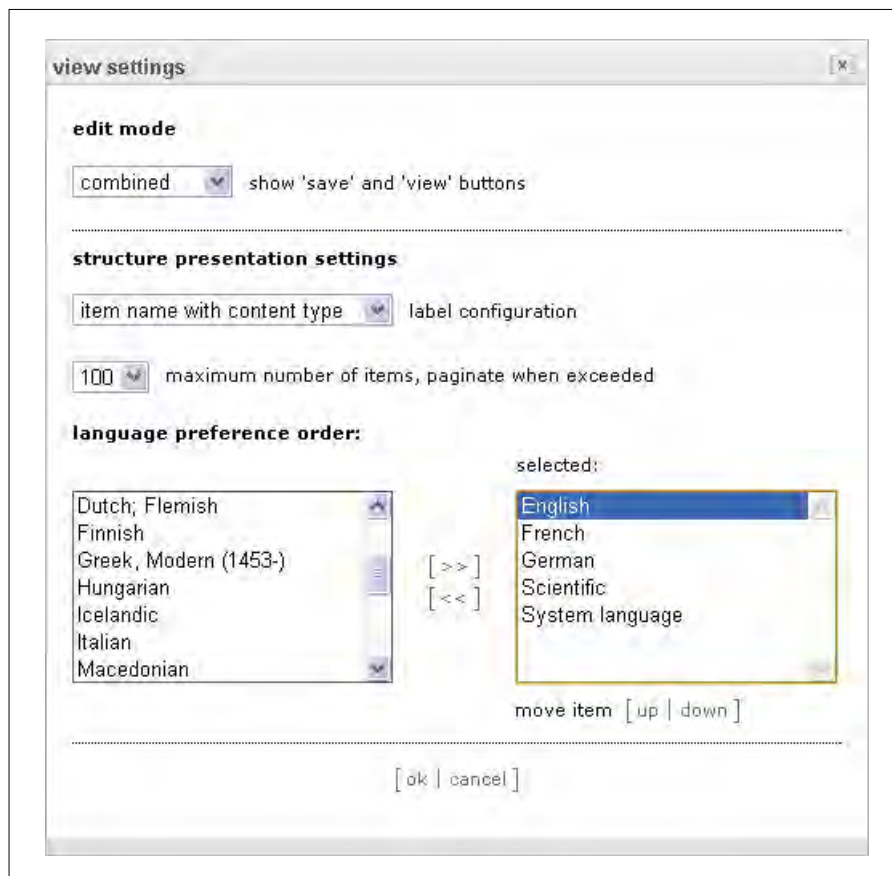 view settings [x]
edit mode
combined show 'save' and 'view' buttons
structure presentation settings
item name with content type label configuration
100 maximum number of items, paginate when exceeded
language preference order:
selected:
Dutch; Flemish
Finnish
Greek, Modern (1453-)
Hungarian
Icelandic
Italian
Macedonian
[ >> ]
[ << ]
English
French
German
Scientific
System language
move item [ up | down ]
[ ok | cancel ]